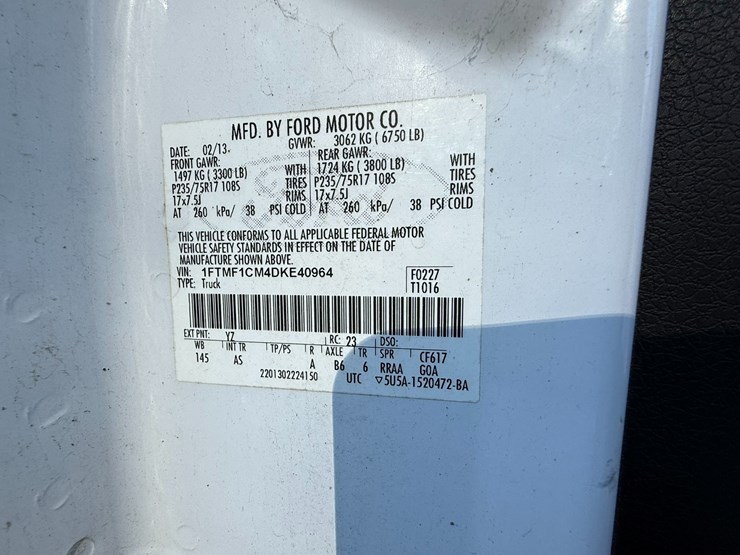 MFD. BY FORD MOTOR CO.
DATE: 02/13. GVWR: 3062 KG ( 6750 LB)
FRONT GAWR: REAR GAWR:
1497 KG ( 3300 LB) WITH 1724 KG ( 3800 LB) WITH
P235/75R17 108S TIRES P235/75R17 108S TIRES
17x7.5J RIMS 17x7.5J RIMS
AT 260 kPa/ 38 PSI COLD AT 260 kPa/ 38 PSI COLD
THIS VEHICLE CONFORMS TO ALL APPLICABLE FEDERAL MOTOR
VEHICLE SAFETY STANDARDS IN EFFECT ON THE DATE OF
MANUFACTURE SHOWN ABOVE.
VIN: 1FTMF1CM4DKE40964 F0227
TYPE: Truck T1016
EXT PNT: YZ RC: 23 DSO:
WB INT TR TP/PS R AXLE TR SPR CF617
145 AS A B6 6 RRAA GOA
2201302224150 UTC ▽5U5A-1520472-BA